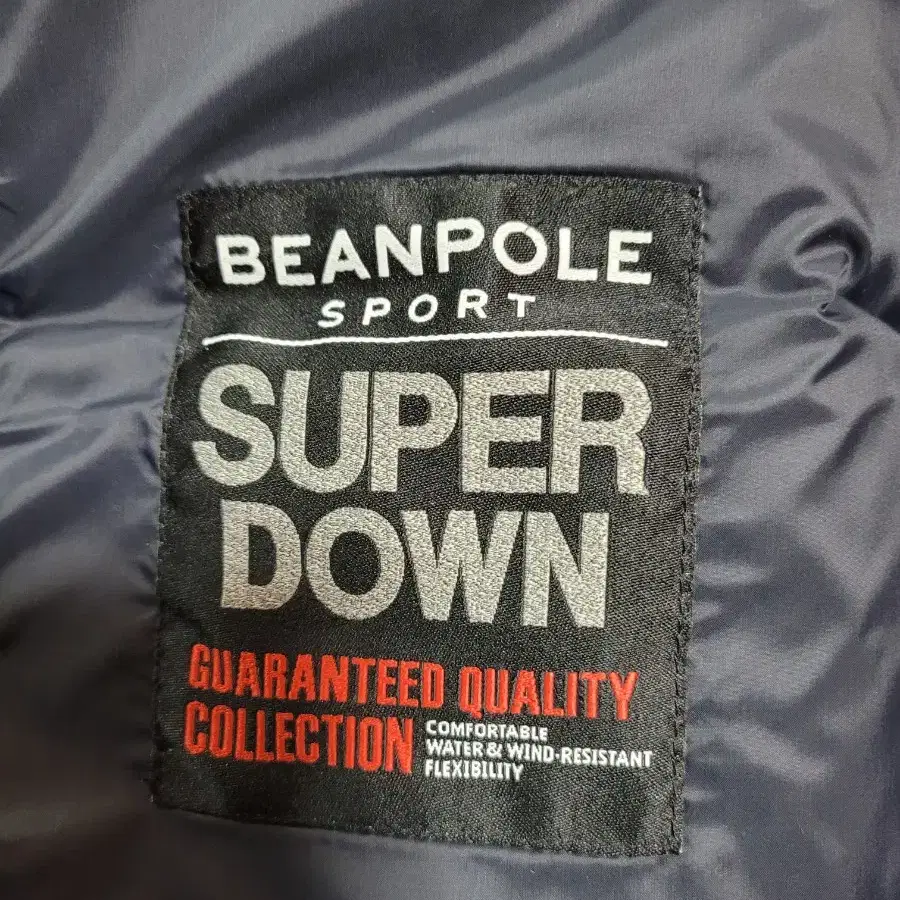 BEANPOLE
SPORT
SUPER
DOWN
GUARANTEED QUALITY
COLLECTION
COMFORTABLE
WATER & WIND-RESISTANT
FLEXIBILITY